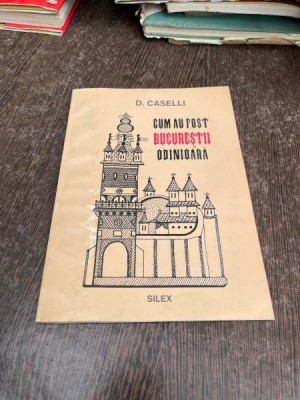 D. CASELLI
CUM AU FOST
BUCUREȘTII
ODINIOARĂ
SILEX